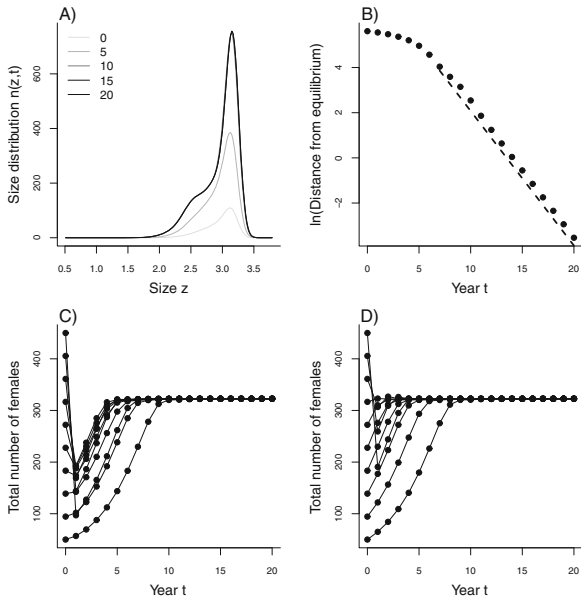 A)
Size distribution n(z,t)
0
200
400
600
0
5
10
15
20
0.5 1.0 1.5 2.0 2.5 3.0 3.5
Size z
B)
ln(Distance from equilibrium)
−2
0
2
4
0 5 10 15 20
Year t
C)
Total number of females
100
200
300
400
0 5 10 15 20
Year t
D)
Total number of females
100
200
300
400
0 5 10 15 20
Year t